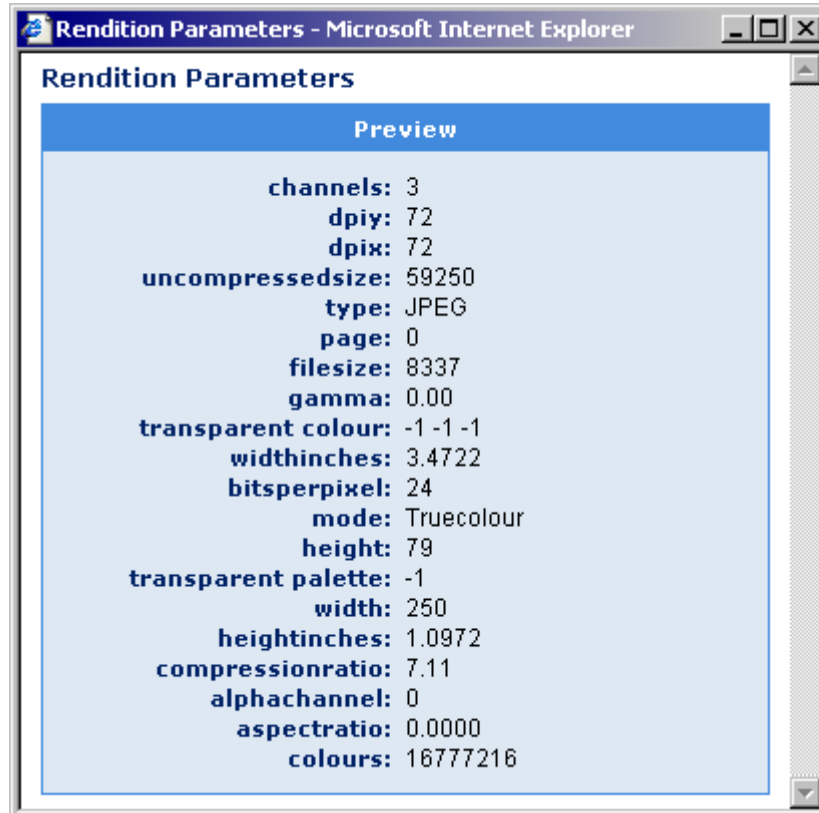 Rendition Parameters - Microsoft Internet Explorer
Rendition Parameters
Preview
channels: 3
dpiy: 72
dpix: 72
uncompressedsize: 59250
type: JPEG
page: 0
filesize: 8337
gamma: 0.00
transparent colour: -1 -1 -1
widthinches: 3.4722
bitsperpixel: 24
mode: Truecolour
height: 79
transparent palette: -1
width: 250
heightinches: 1.0972
compressionratio: 7.11
alphachannel: 0
aspectratio: 0.0000
colours: 16777216